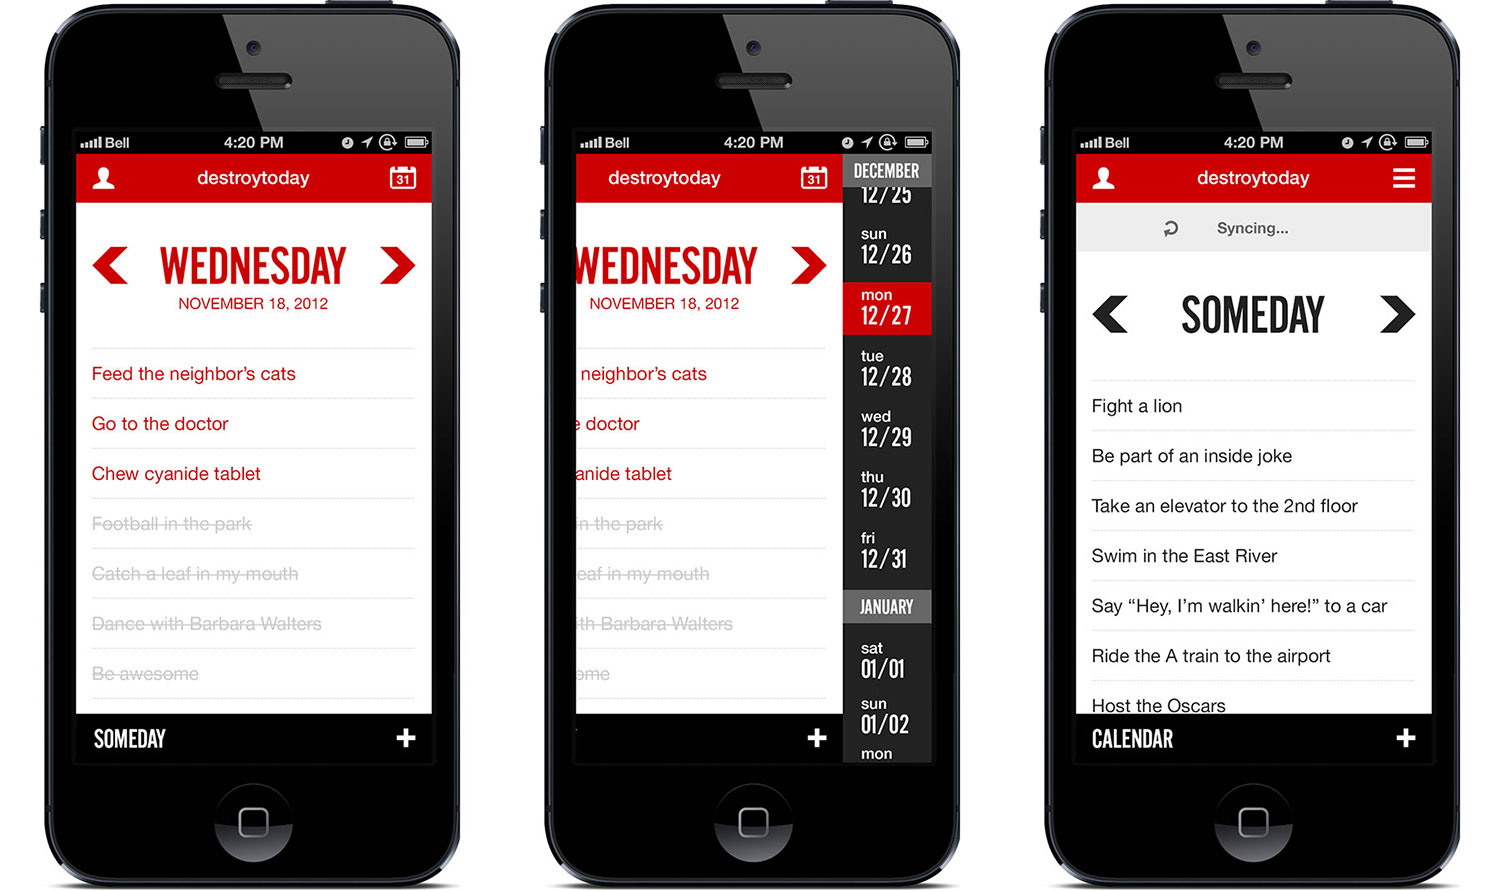 Bell 4:20 PM
destroytoday 31
WEDNESDAY
NOVEMBER 18, 2012
Feed the neighbor's cats
Go to the doctor
Chew cyanide tablet
Football in the park
Catch a leaf in my mouth
Dance with Barbara Walters
Be awesome
SOMEDAY +
Bell 4:20 PM
destroytoday 31
WEDNESDAY
NOVEMBER 18, 2012
neighbor's cats
e doctor
anide tablet
n the park
eaf in my mouth
th Barbara Walters
ome
+
DECEMBER
12/25
sun
12/26
mon
12/27
tue
12/28
wed
12/29
thu
12/30
fri
12/31
JANUARY
sat
01/01
sun
01/02
mon
Bell 4:20 PM
destroytoday
Syncing...
SOMEDAY
Fight a lion
Be part of an inside joke
Take an elevator to the 2nd floor
Swim in the East River
Say “Hey, I’m walkin’ here!” to a car
Ride the A train to the airport
Host the Oscars
CALENDAR +